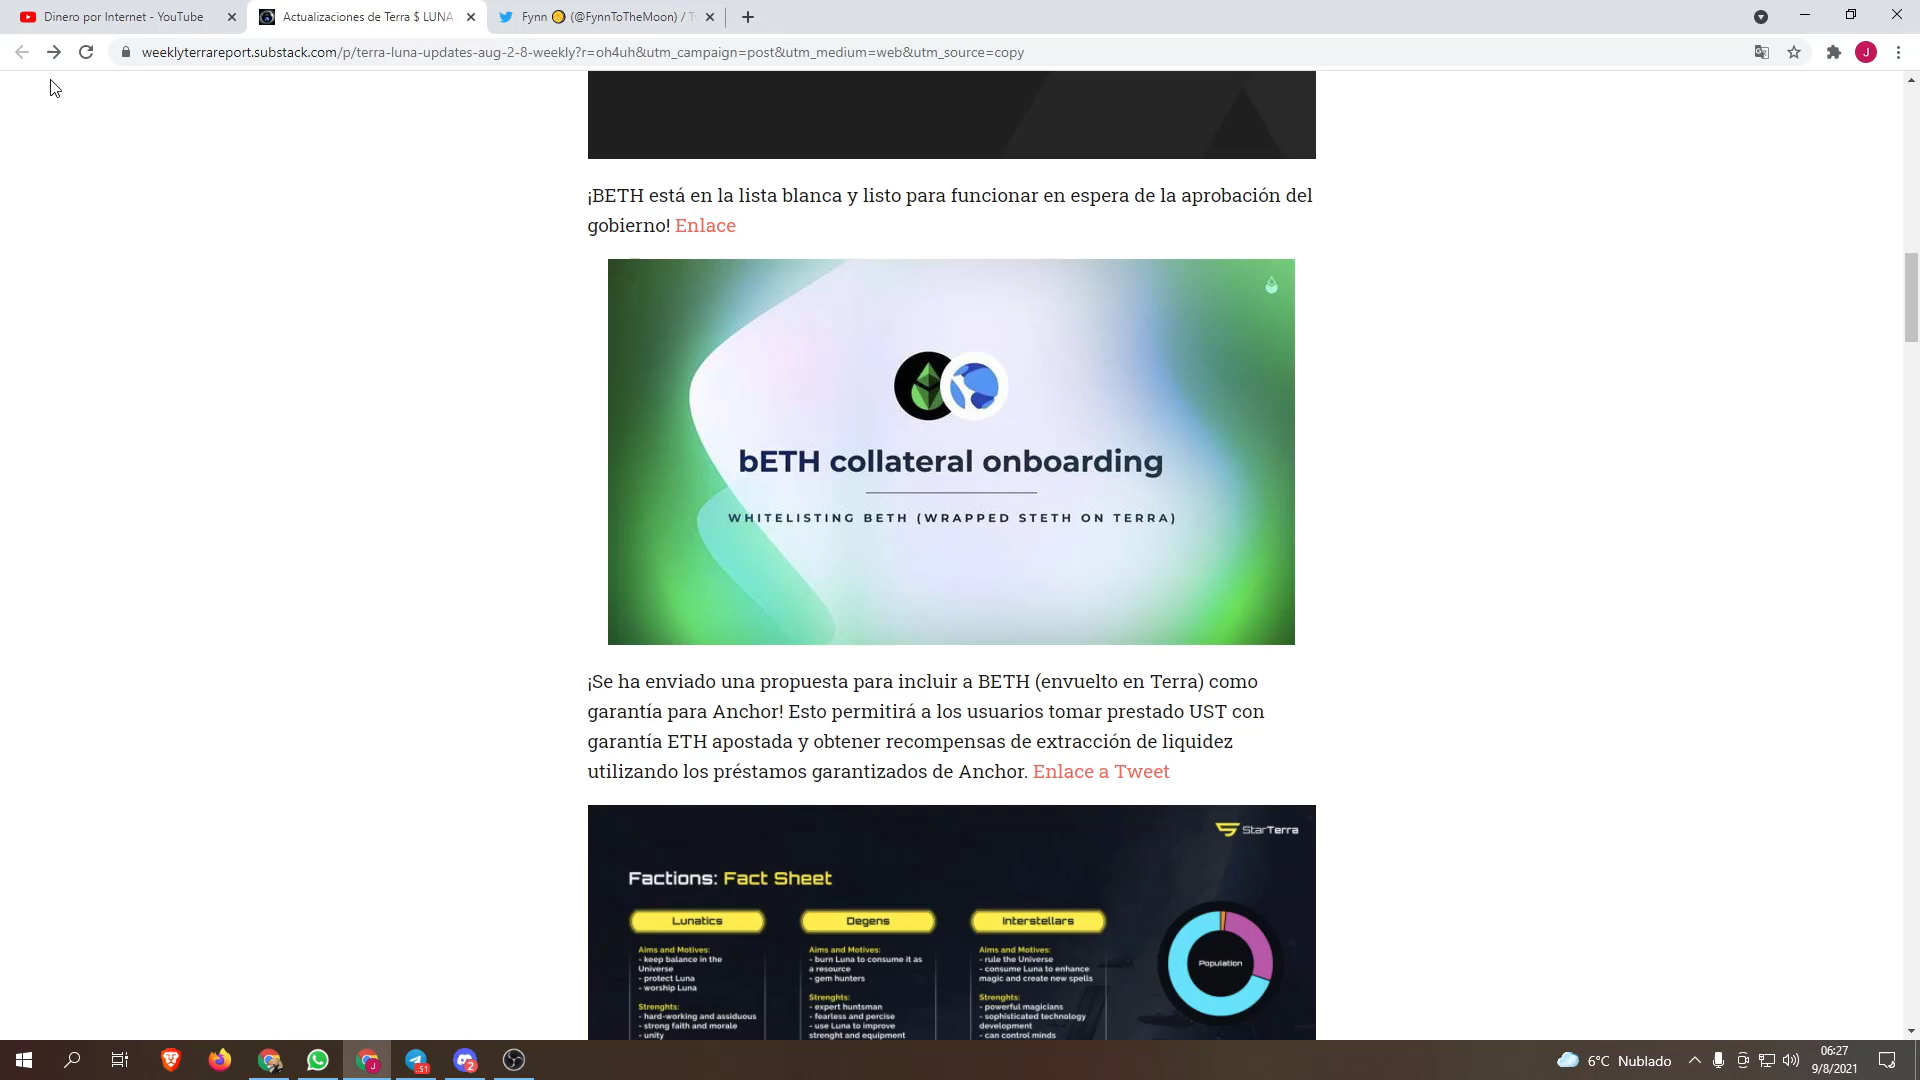 Dinero por Internet - YouTube
Actualizaciones de Terra $ LUNA
Fynn (@FynnToTheMoon) /
weeklyterrareport.substack.com/p/terra-luna-updates-aug-2-8-weekly?r=oh4uh&utm_campaign=post&utm_medium=web&utm_source=copy
J
¡BETH está en la lista blanca y listo para funcionar en espera de la aprobación del
gobierno! Enlace
bETH collateral onboarding
WHITELISTING BETH (WRAPPED STETH ON TERRA)
¡Se ha enviado una propuesta para incluir a BETH (envuelto en Terra) como
garantía para Anchor! Esto permitirá a los usuarios tomar prestado UST con
garantía ETH apostada y obtener recompensas de extracción de liquidez
utilizando los préstamos garantizados de Anchor. Enlace a Tweet
StarTerra
Factions: Fact Sheet
Lunatics
Aims and Motives:
- keep balance in the
Universe
- protect Luna
- worship Luna
Strenghts:
- hard-working and assiduous
- strong faith and morale
- unity
Degens
Aims and Motives:
- burn Luna to consume it as
a resource
- gem hunters
Strenghts:
- expert huntsman
- fearless and percise
- use Luna to improve
strenght and equipment
Interstellars
Aims and Motives:
- rule the Universe
- consume Luna to enhance
magic and create new spells
Strenghts:
- powerful magicians
- sophisticated technology
development
- can control minds
Population
J
51
2
6°C Nublado
06:27
9/8/2021